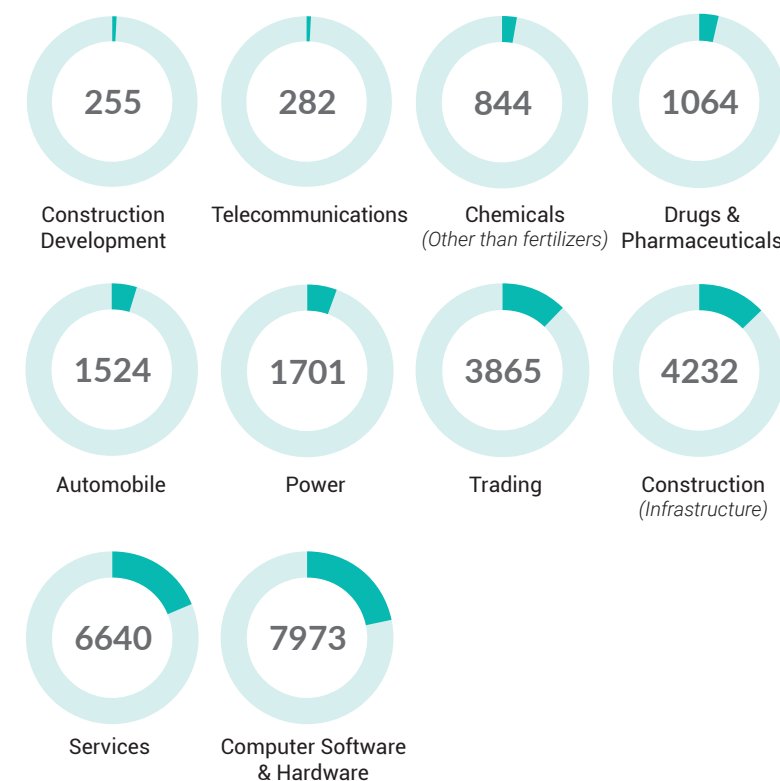 255
282
844
1064
Construction
Development
Telecommunications
Chemicals
(Other than fertilizers)
Drugs &
Pharmaceuticals
1524
1701
3865
4232
Automobile
Power
Trading
Construction
(Infrastructure)
6640
7973
Services
Computer Software
& Hardware